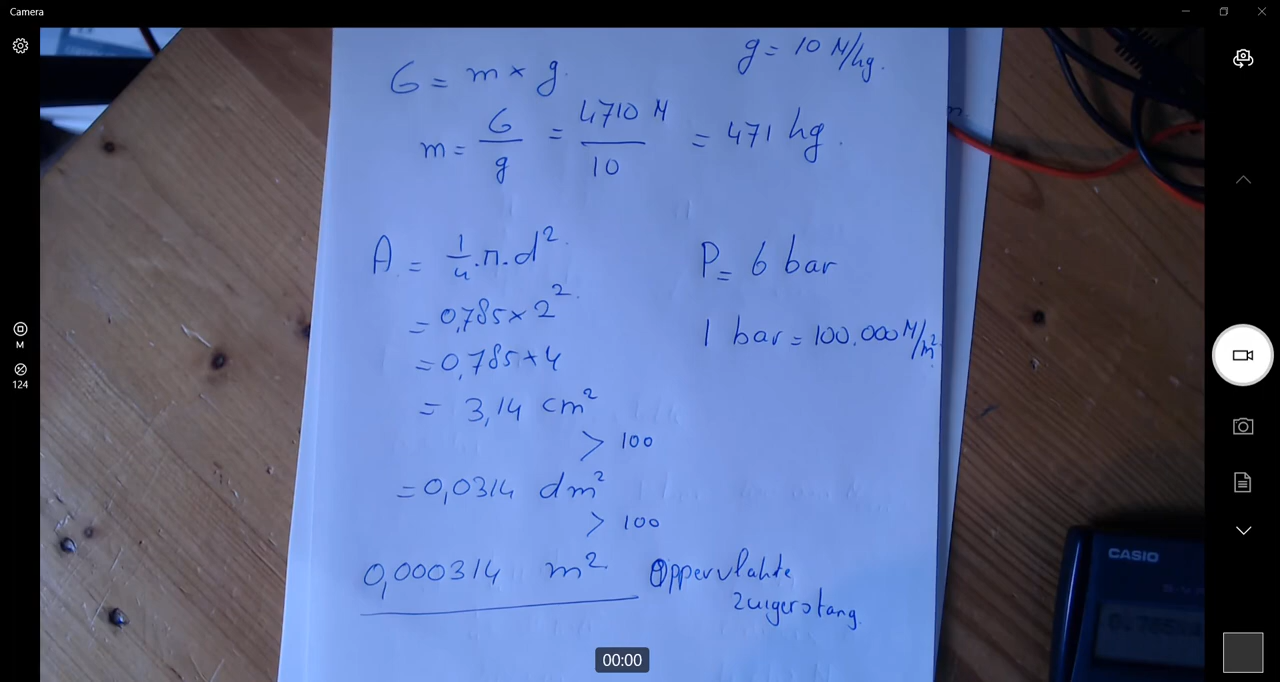 Camera
g = 10 N/kg.
G = m × g.
m = G/g = 4710 N/10 = 471 kg.
A = 1/4 . π . d²
P = 6 bar
= 0,785 × 2².
1 bar = 100.000 N/m².
= 0,785 × 4
= 3,14 cm²
> 100
= 0,0314 dm²
> 100
0,000314 m². Oppervlakte
zuigerstang.
M
124
CASIO
00:00